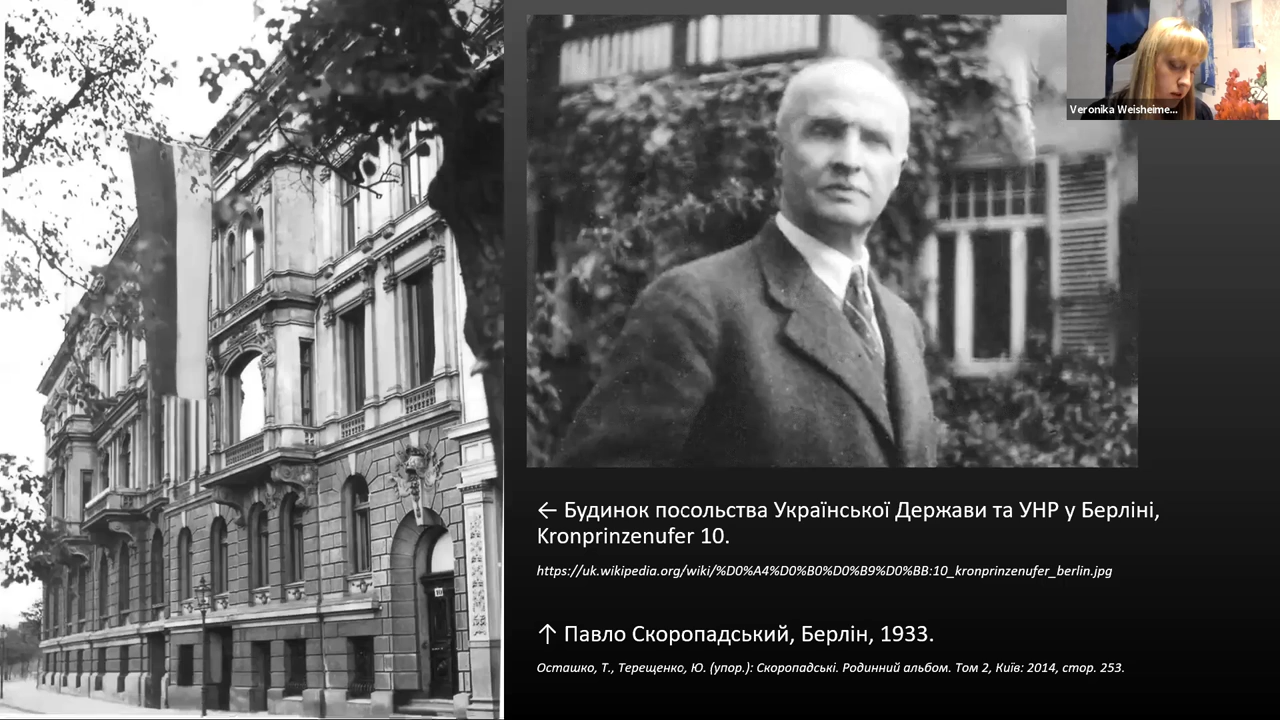 Veronika Weisheime...
← Будинок посольства Української Держави та УНР у Берліні,
Kronprinzenufer 10.
https://uk.wikipedia.org/wiki/%D0%A4%D0%B0%D0%B9%D0%BB:10_kronprinzenufer_berlin.jpg
↑ Павло Скоропадський, Берлін, 1933.
Осташко, Т., Терещенко, Ю. (упор.): Скоропадські. Родинний альбом. Том 2, Київ: 2014, стор. 253.